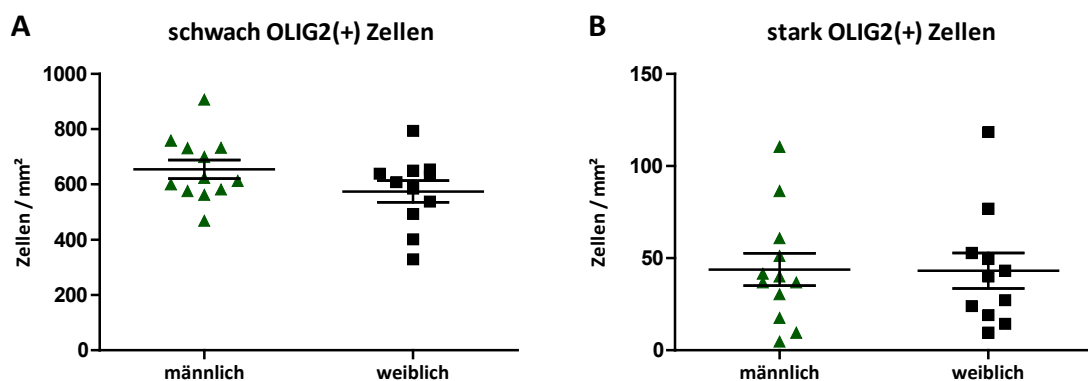 A
schwach OLIG2(+) Zellen
Zellen / mm²
1000
800
600
400
200
0
männlich
weiblich
B
stark OLIG2(+) Zellen
Zellen / mm²
150
100
50
0
männlich
weiblich